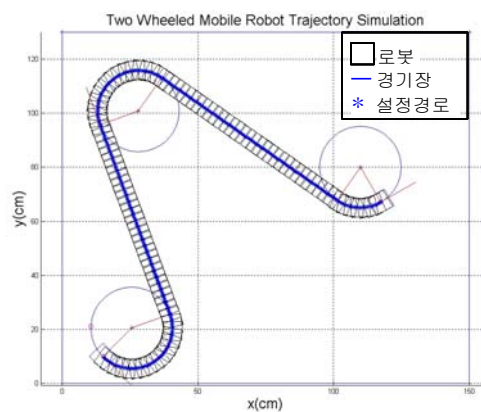 Two Wheeled Mobile Robot Trajectory Simulation
로봇
경기장
* 설정경로
120
100
80
60
40
20
0
y(cm)
0 50 100 150
x(cm)